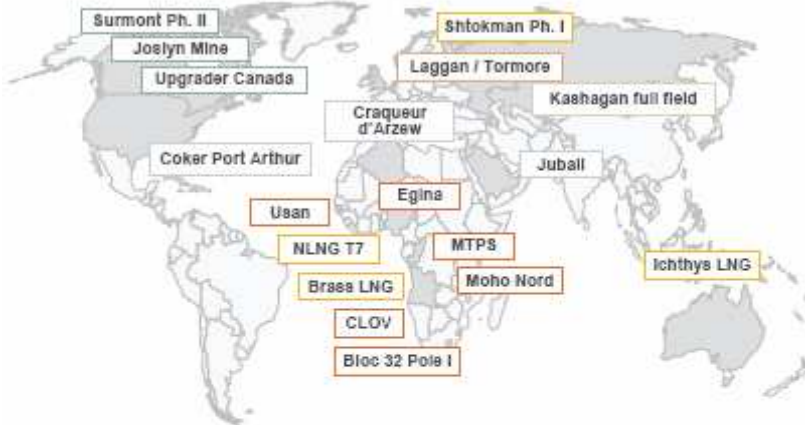 Surmont Ph. II
Shtokman Ph. I
Joslyn Mine
Laggan / Tormore
Upgrader Canada
Kashagan full field
Craqueur
d'Arzew
Coker Port Arthur
Jubail
Egina
Usan
NLNG T7
MTPS
Ichthys LNG
Brass LNG
Moho Nord
CLOV
Bloc 32 Pole I